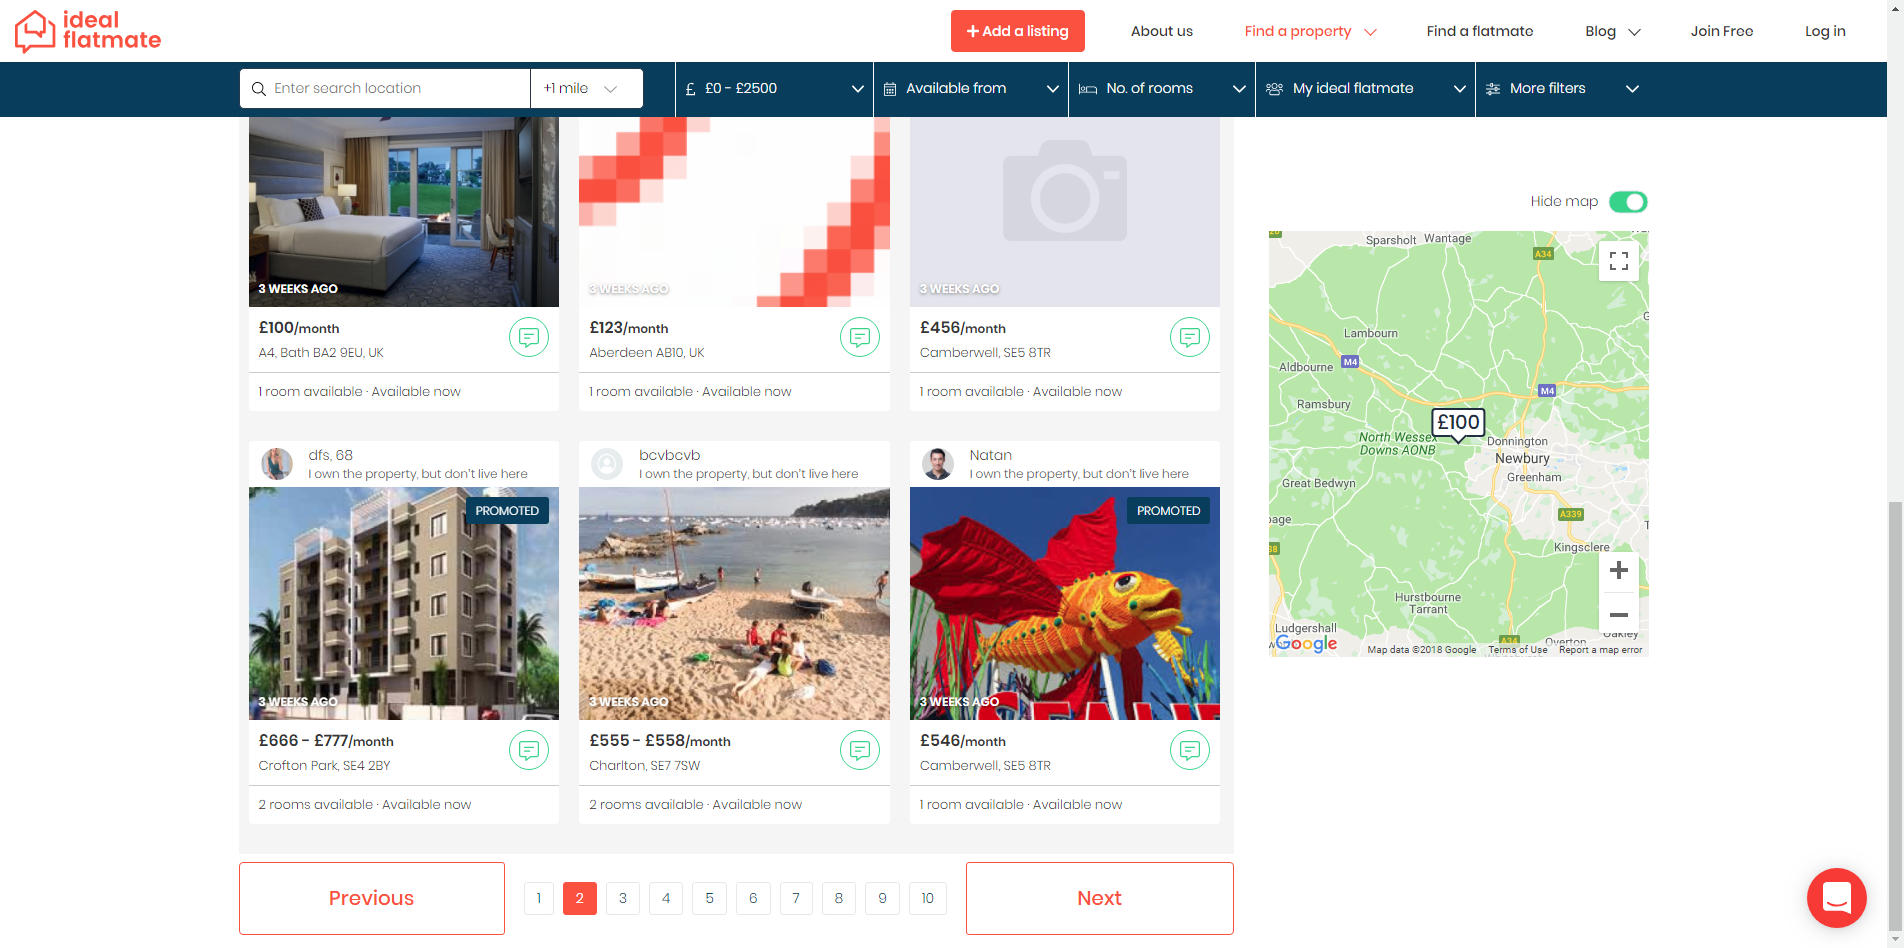 ideal
flatmate
+ Add a listing
About us
Find a property
Find a flatmate
Blog
Join Free
Log in
Enter search location
+1 mile
£ £0 - £2500
Available from
No. of rooms
My ideal flatmate
More filters
3 WEEKS AGO
3 WEEKS AGO
3 WEEKS AGO
£100/month
A4, Bath BA2 9EU, UK
1 room available · Available now
£123/month
Aberdeen AB10, UK
1 room available · Available now
£456/month
Camberwell, SE5 8TR
1 room available · Available now
dfs, 68
I own the property, but don't live here
PROMOTED
3 WEEKS AGO
£666 - £777/month
Crofton Park, SE4 2BY
2 rooms available · Available now
bcvbcvb
I own the property, but don't live here
3 WEEKS AGO
£555 - £558/month
Charlton, SE7 7SW
2 rooms available · Available now
Natan
I own the property, but don't live here
PROMOTED
3 WEEKS AGO
£546/month
Camberwell, SE5 8TR
1 room available · Available now
Hide map
Sparsholt
Wantage
A34
Lambourn
M4
Aldbourne
M4
Ramsbury
£100
North Wessex
Downs AONB
Donnington
Newbury
Greenham
Great Bedwyn
A339
Kingsclere
Hurstbourne
Tarrant
Ludgershall
A34
Overton
Oakley
Google
Map data ©2018 Google
Terms of Use
Report a map error
Previous
1
2
3
4
5
6
7
8
9
10
Next